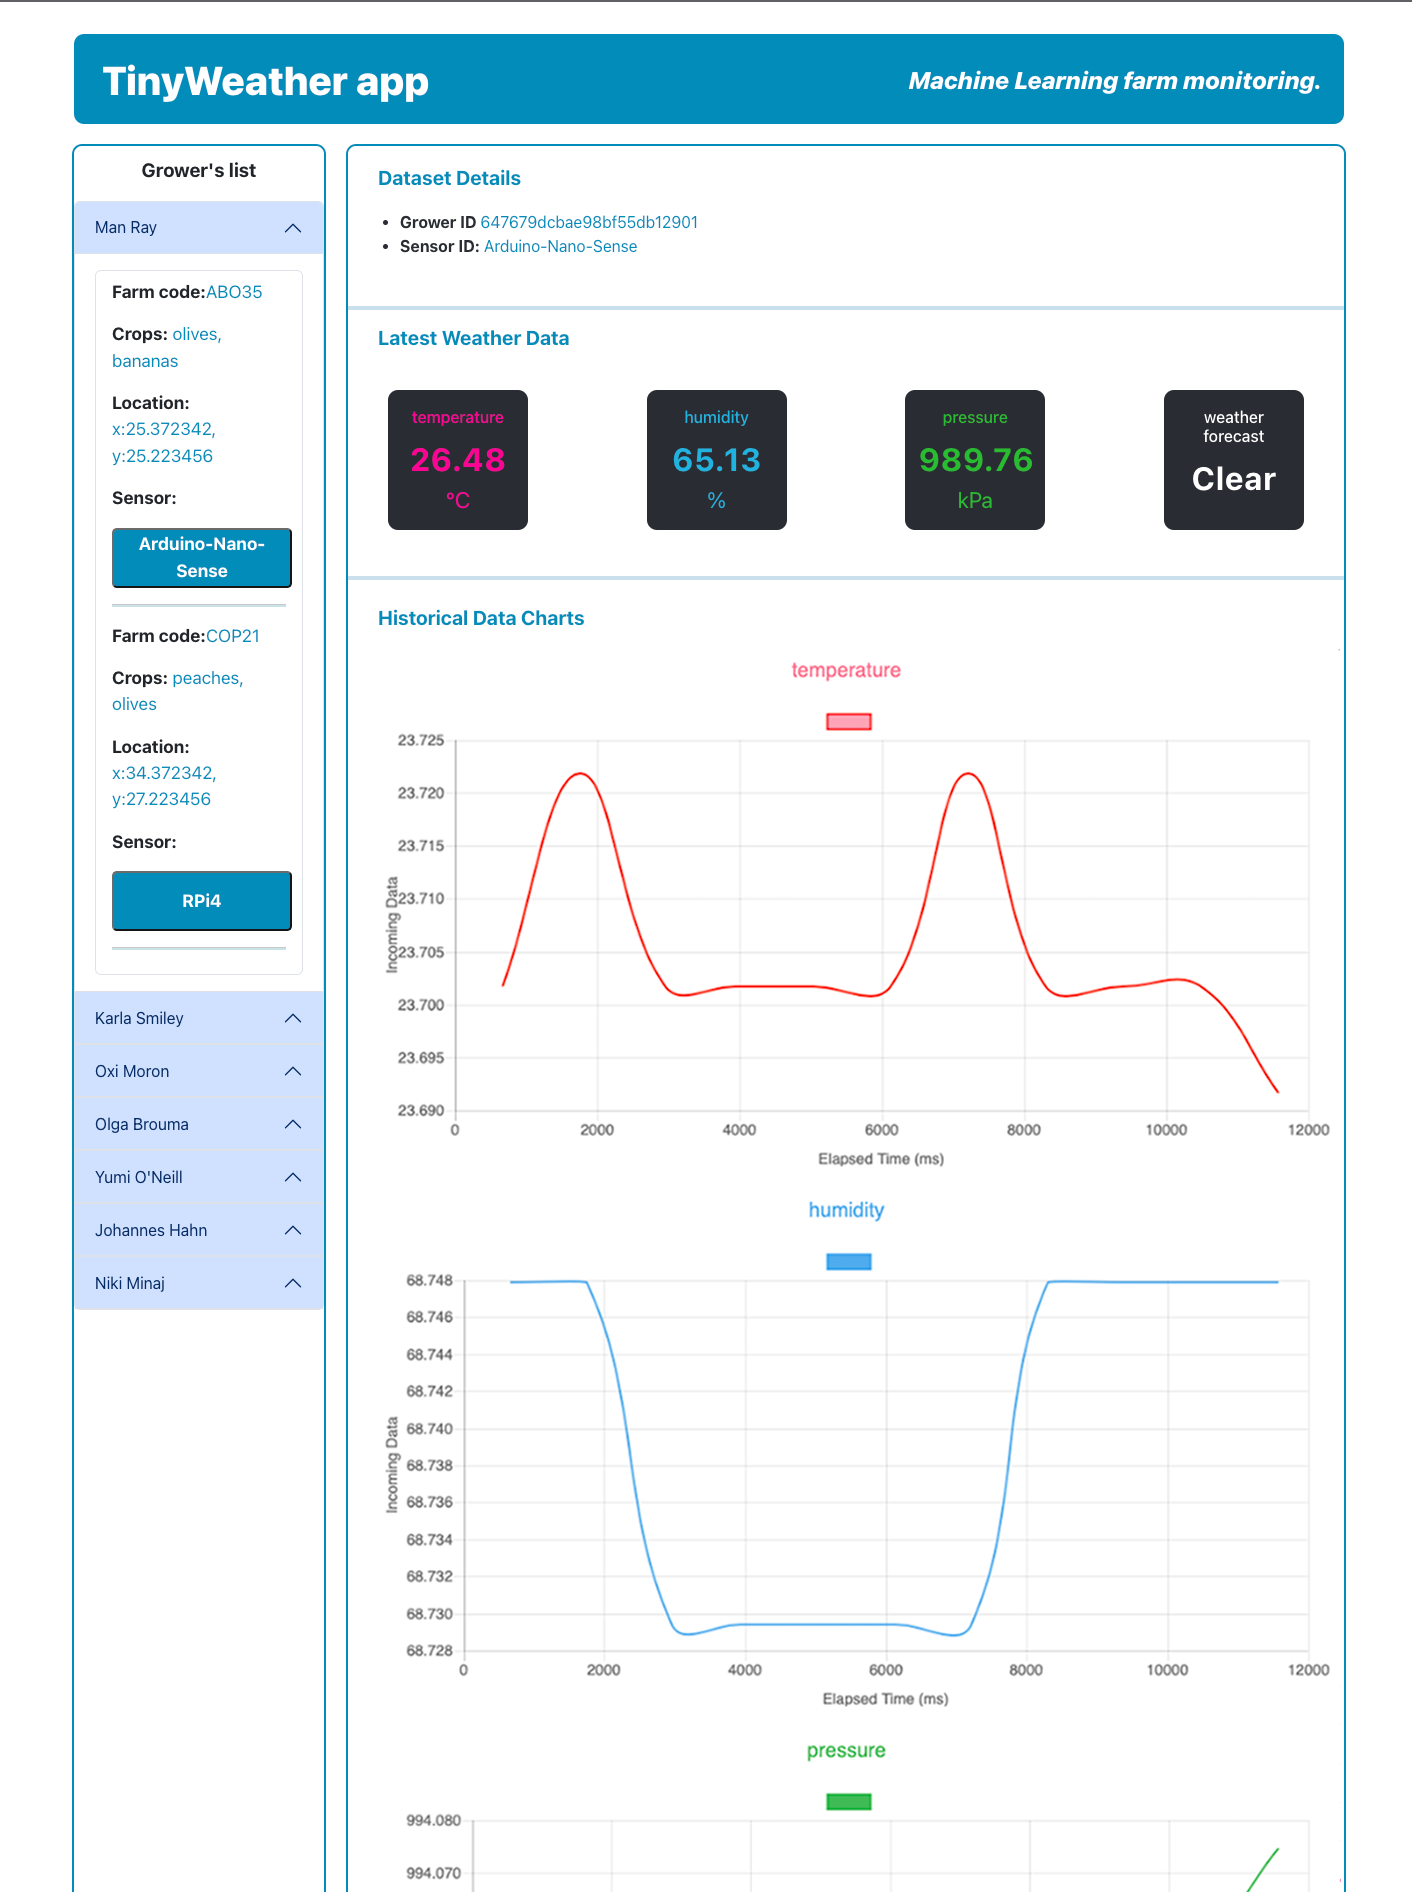 TinyWeather app
Machine Learning farm monitoring.
Grower's list
Man Ray
Farm code:ABO35
Crops: olives,
bananas
Location:
x:25.372342,
y:25.223456
Sensor:
Arduino-Nano-
Sense
Farm code:COP21
Crops: peaches,
olives
Location:
x:34.372342,
y:27.223456
Sensor:
RPi4
Karla Smiley
Oxi Moron
Olga Brouma
Yumi O'Neill
Johannes Hahn
Niki Minaj
Dataset Details
• Grower ID 647679dcbae98bf55db12901
• Sensor ID: Arduino-Nano-Sense
Latest Weather Data
temperature
26.48
°C
humidity
65.13
%
pressure
989.76
kPa
weather
forecast
Clear
Historical Data Charts
temperature
23.725
23.720
23.715
23.710
23.705
23.700
23.695
23.690
Incoming Data
0 2000 4000 6000 8000 10000 12000
Elapsed Time (ms)
humidity
68.748
68.746
68.744
68.742
68.740
68.738
68.736
68.734
68.732
68.730
68.728
Incoming Data
0 2000 4000 6000 8000 10000 12000
Elapsed Time (ms)
pressure
994.080
994.070